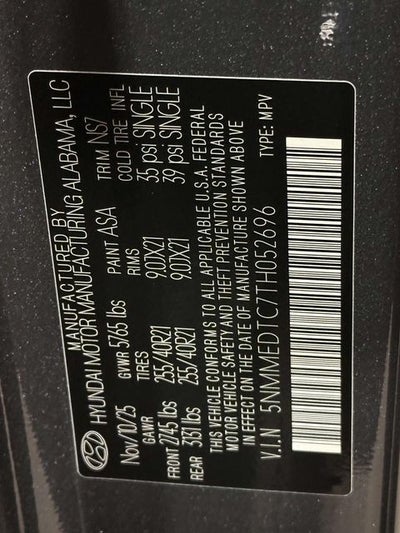 MANUFACTURED BY
HYUNDAI MOTOR MANUFACTURING ALABAMA, LLC
Nov/10/25 GVWR 5765 lbs PAINT A5A TRIM NS7
GAWR TIRES RIMS COLD TIRE INFL
FRONT 2745 lbs 255/40R21 9.0JX21 35 psi SINGLE
REAR 3351 lbs 255/40R21 9.0JX21 39 psi SINGLE
THIS VEHICLE CONFORMS TO ALL APPLICABLE U.S.A. FEDERAL
MOTOR VEHICLE SAFETY AND THEFT PREVENTION STANDARDS
IN EFFECT ON THE DATE OF MANUFACTURE SHOWN ABOVE
V.I.N 5NMMEDTC7TH052696 TYPE: MPV